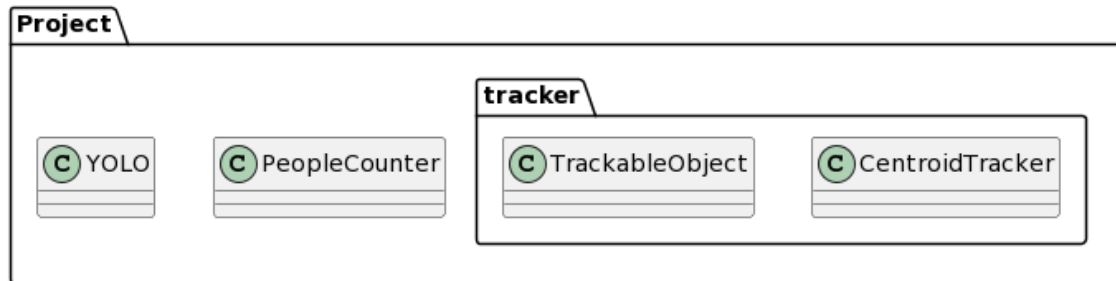 Project
tracker
C YOLO
C PeopleCounter
C TrackableObject
C CentroidTracker